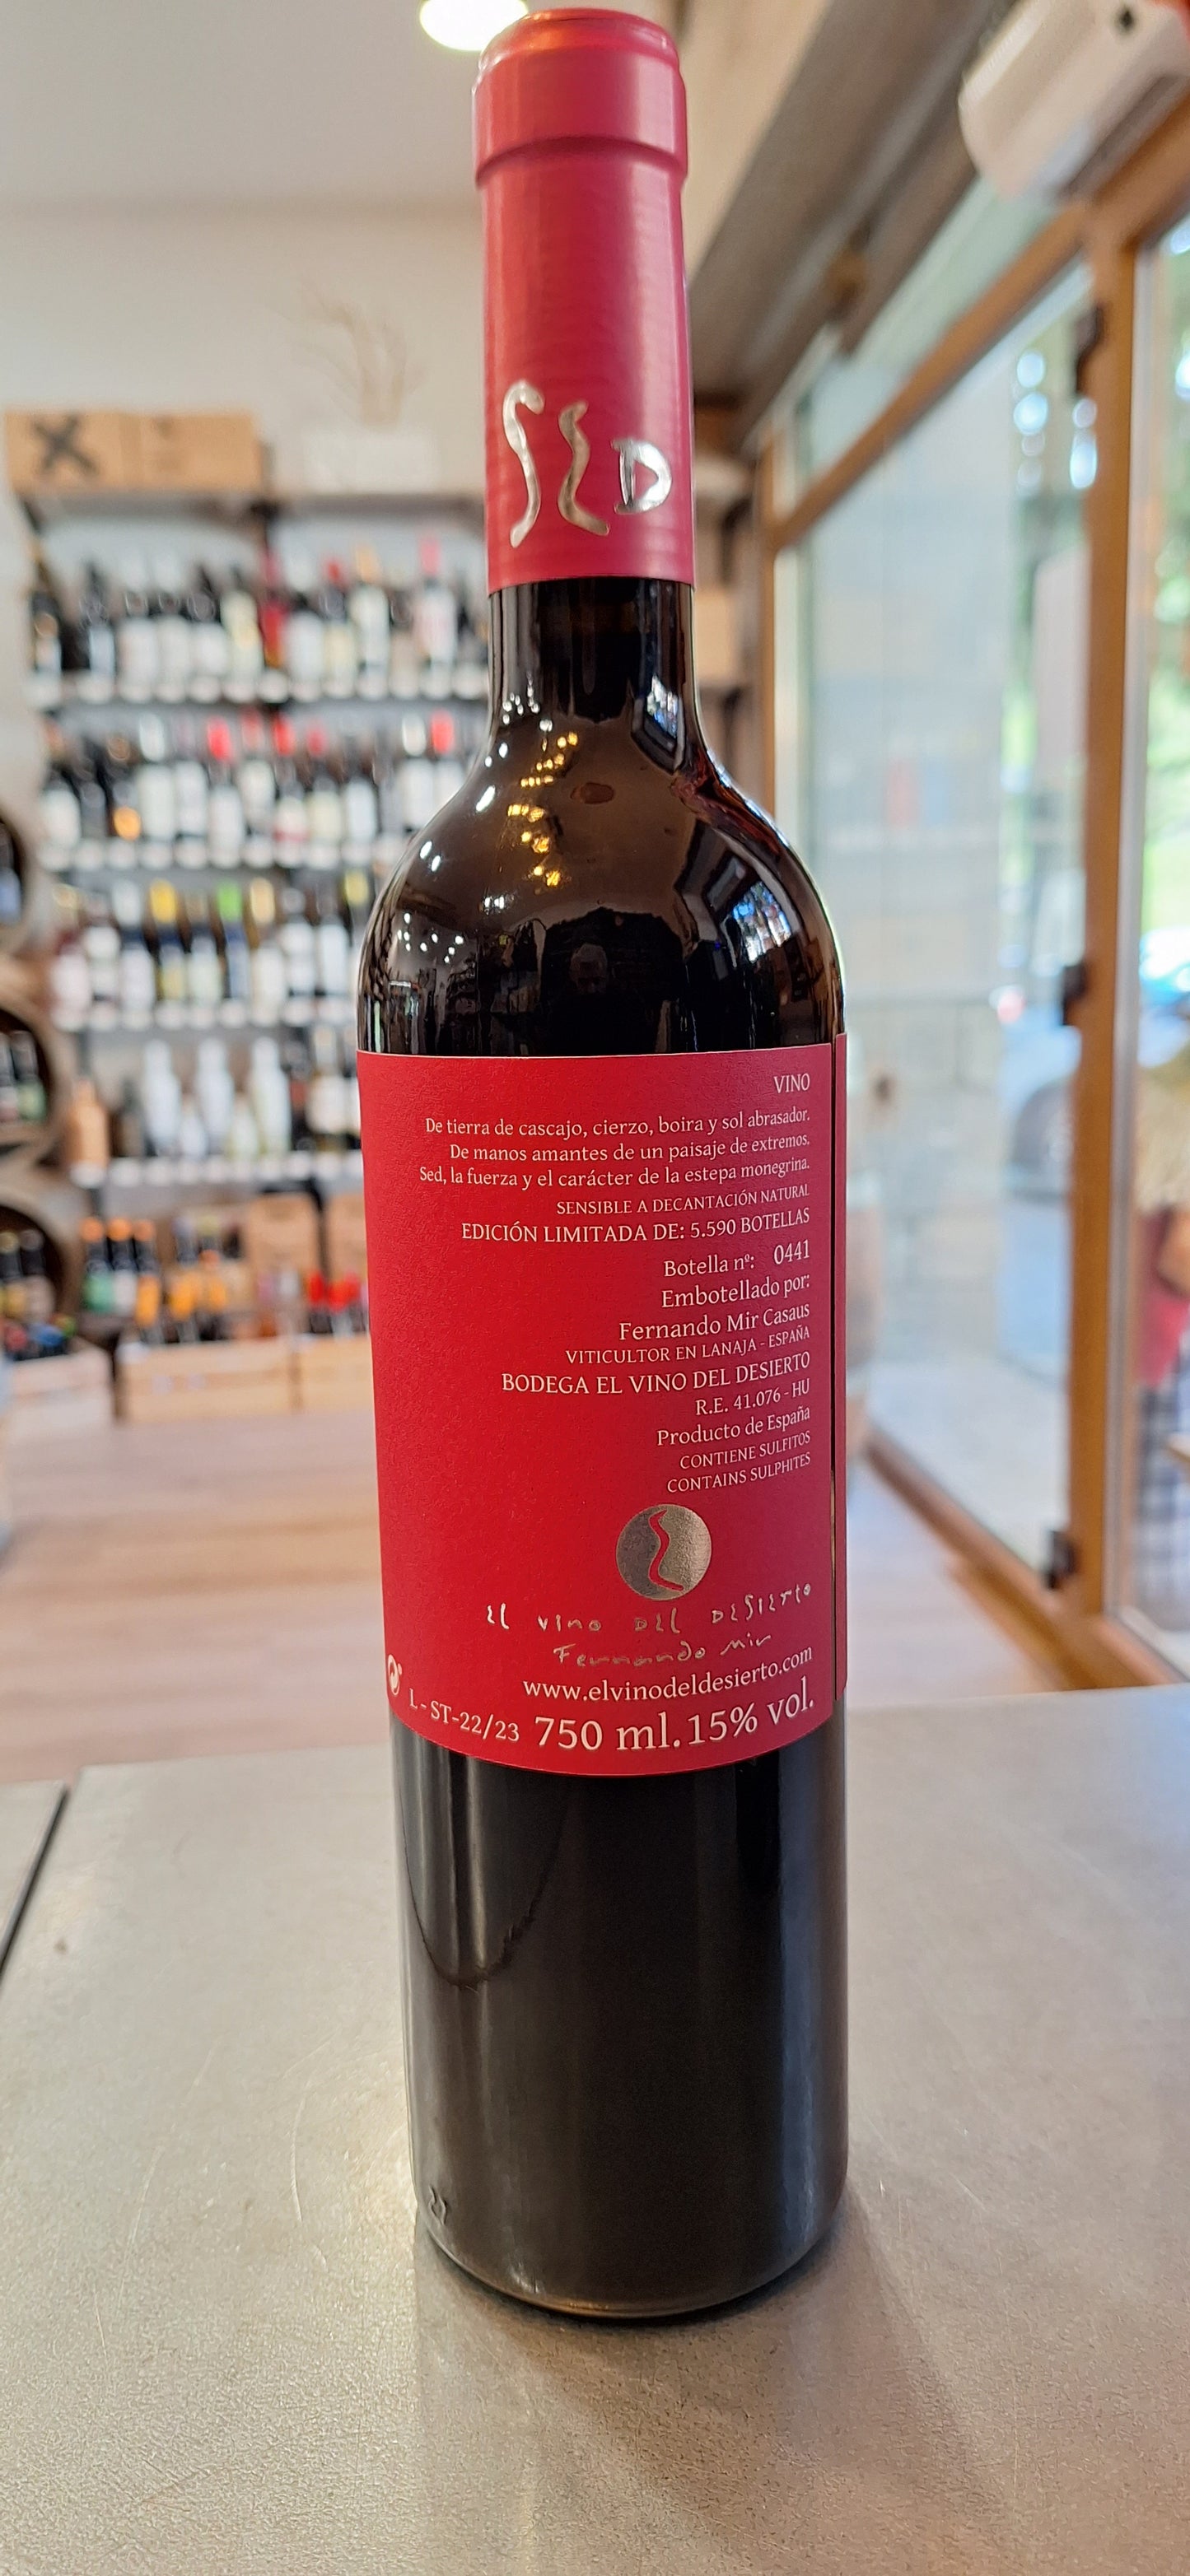 SED
VINO
De tierra de cascajo, cierzo, boira y sol abrasador.
De manos amantes de un paisaje de extremos.
Sed, la fuerza y el carácter de la estepa monegrina.
SENSIBLE A DECANTACIÓN NATURAL
EDICIÓN LIMITADA DE: 5.590 BOTELLAS
Botella nº: 0441
Embotellado por:
Fernando Mir Casaus
VITICULTOR EN LANAJA - ESPAÑA
BODEGA EL VINO DEL DESIERTO
R.E. 41.076 - HU
Producto de España
CONTIENE SULFITOS
CONTAINS SULPHITES
El vino DEL DESIErto
Fernando Mir
www.elvinodeldesierto.com
L - ST-22/23 750 ml. 15% vol.